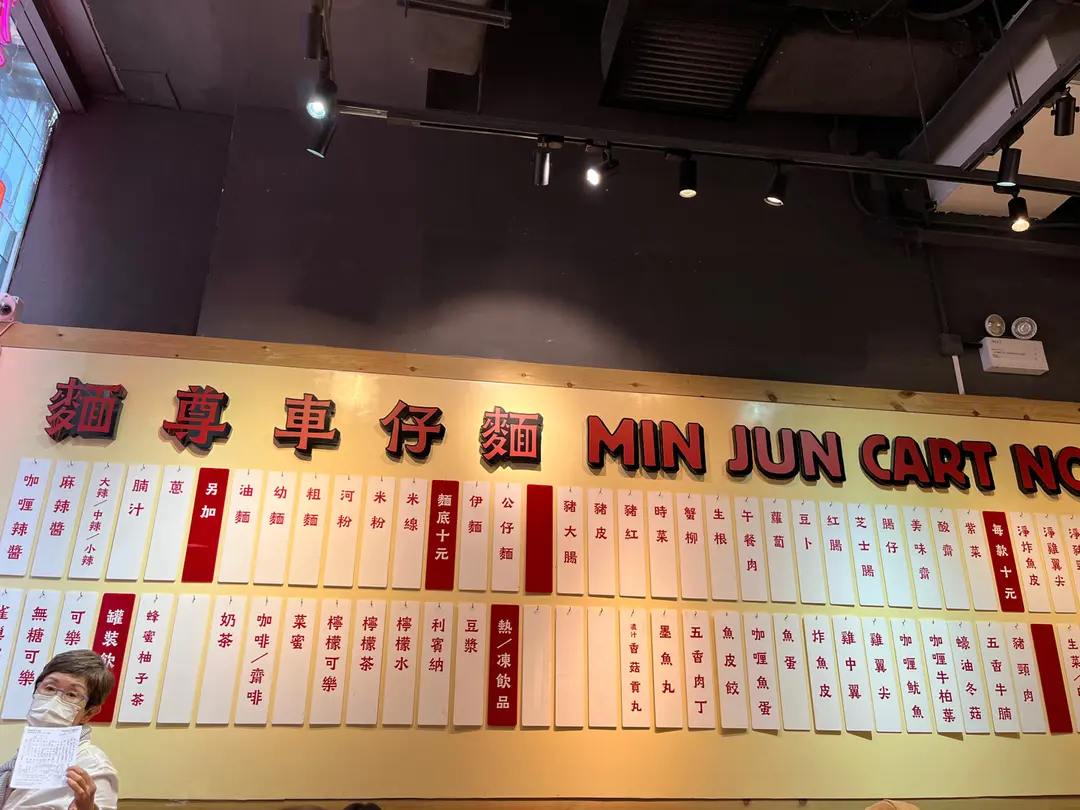 麵尊車仔麵 MIN JUN CART NO
淨雞翼尖
淨炸魚皮
每款十元
紫菜
酸齋
美味齋
腸仔
芝士腸
紅腸
豆卜
蘿蔔
午餐肉
生根
蟹柳
時菜
豬紅
豬皮
豬大腸
公仔麵
伊麵
麵底十元
米線
米粉
河粉
粗麵
幼麵
油麵
另加
蔥
腩汁
大辣/中辣/小辣
麻辣醬
咖喱辣醬
豬頭肉
五香牛腩
蠔油冬菇
咖喱牛柏葉
咖喱魷魚
雞翼尖
雞中翼
炸魚皮
魚蛋
咖喱魚蛋
魚皮餃
五香肉丁
墨魚丸
濃汁香菇貢丸
熱/凍飲品
豆漿
利賓納
檸檬水
檸檬茶
檸檬可樂
菜蜜
咖啡/齋啡
奶茶
蜂蜜柚子茶
罐裝飲
可樂
無糖可樂